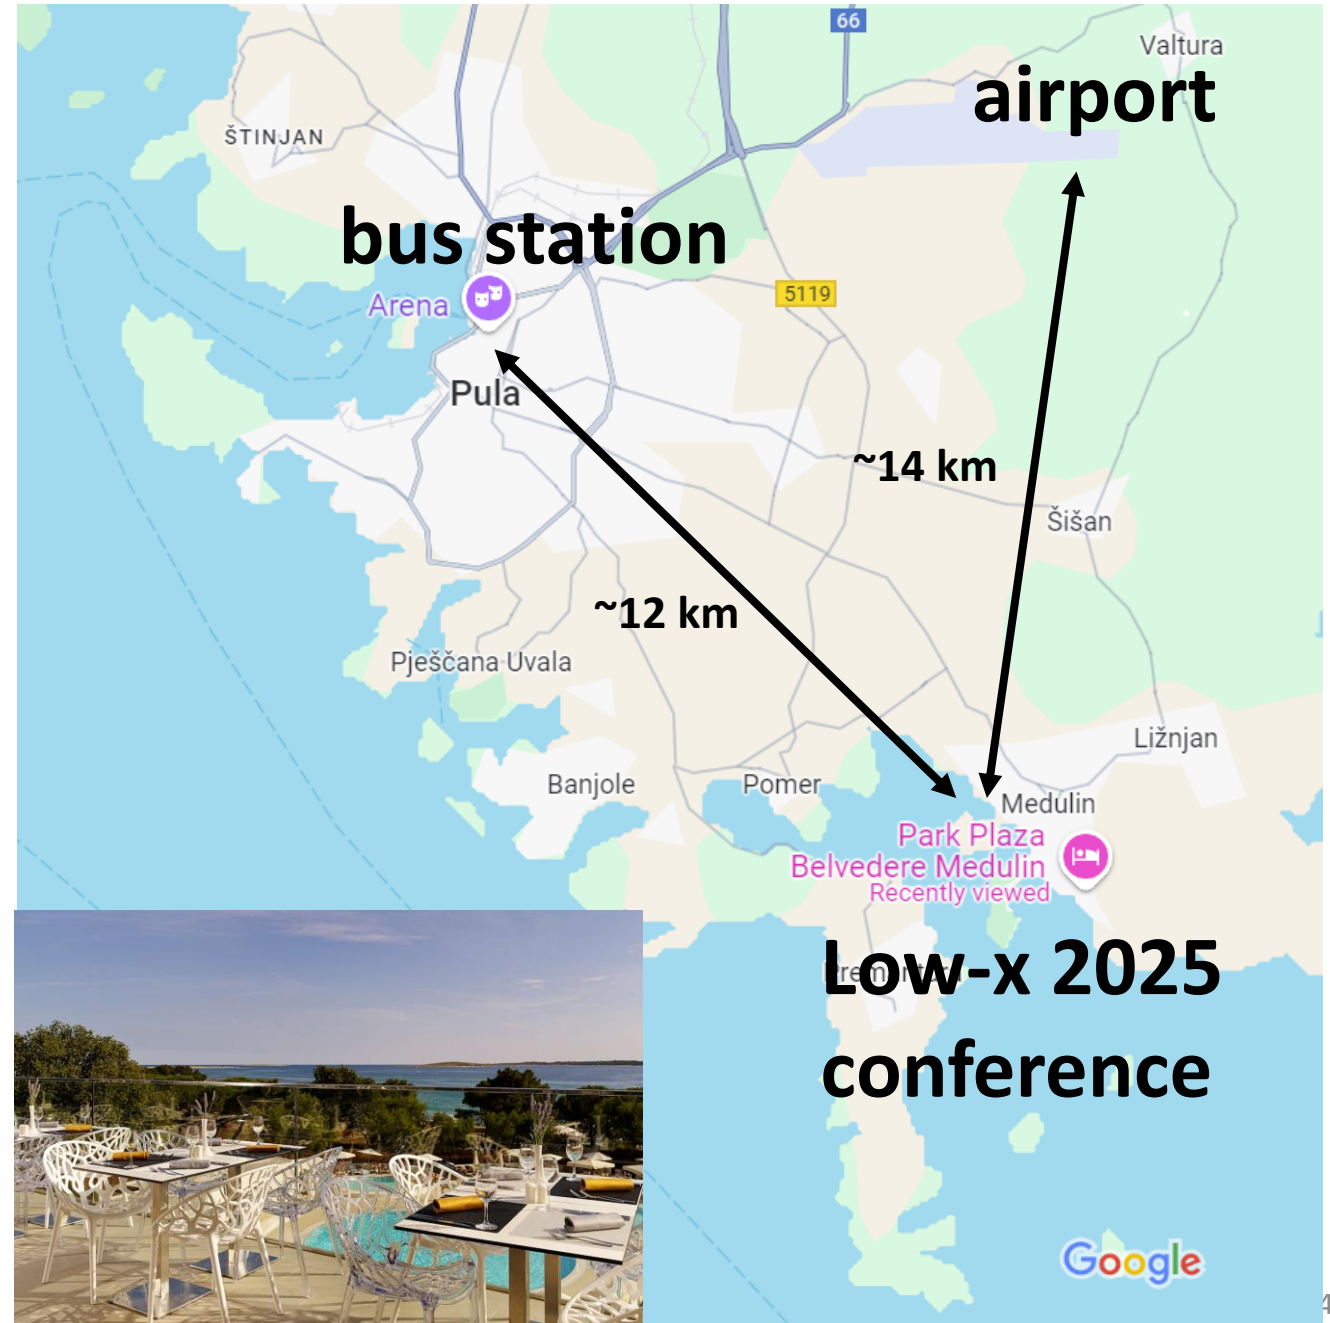 66
Valtura
airport
ŠTINJAN
bus station
Arena
5119
Pula
~14 km
Šišan
~12 km
Pješčana Uvala
Ližnjan
Banjole
Pomer
Medulin
Park Plaza
Belvedere Medulin
Recently viewed
Low-x 2025
conference
Google
4